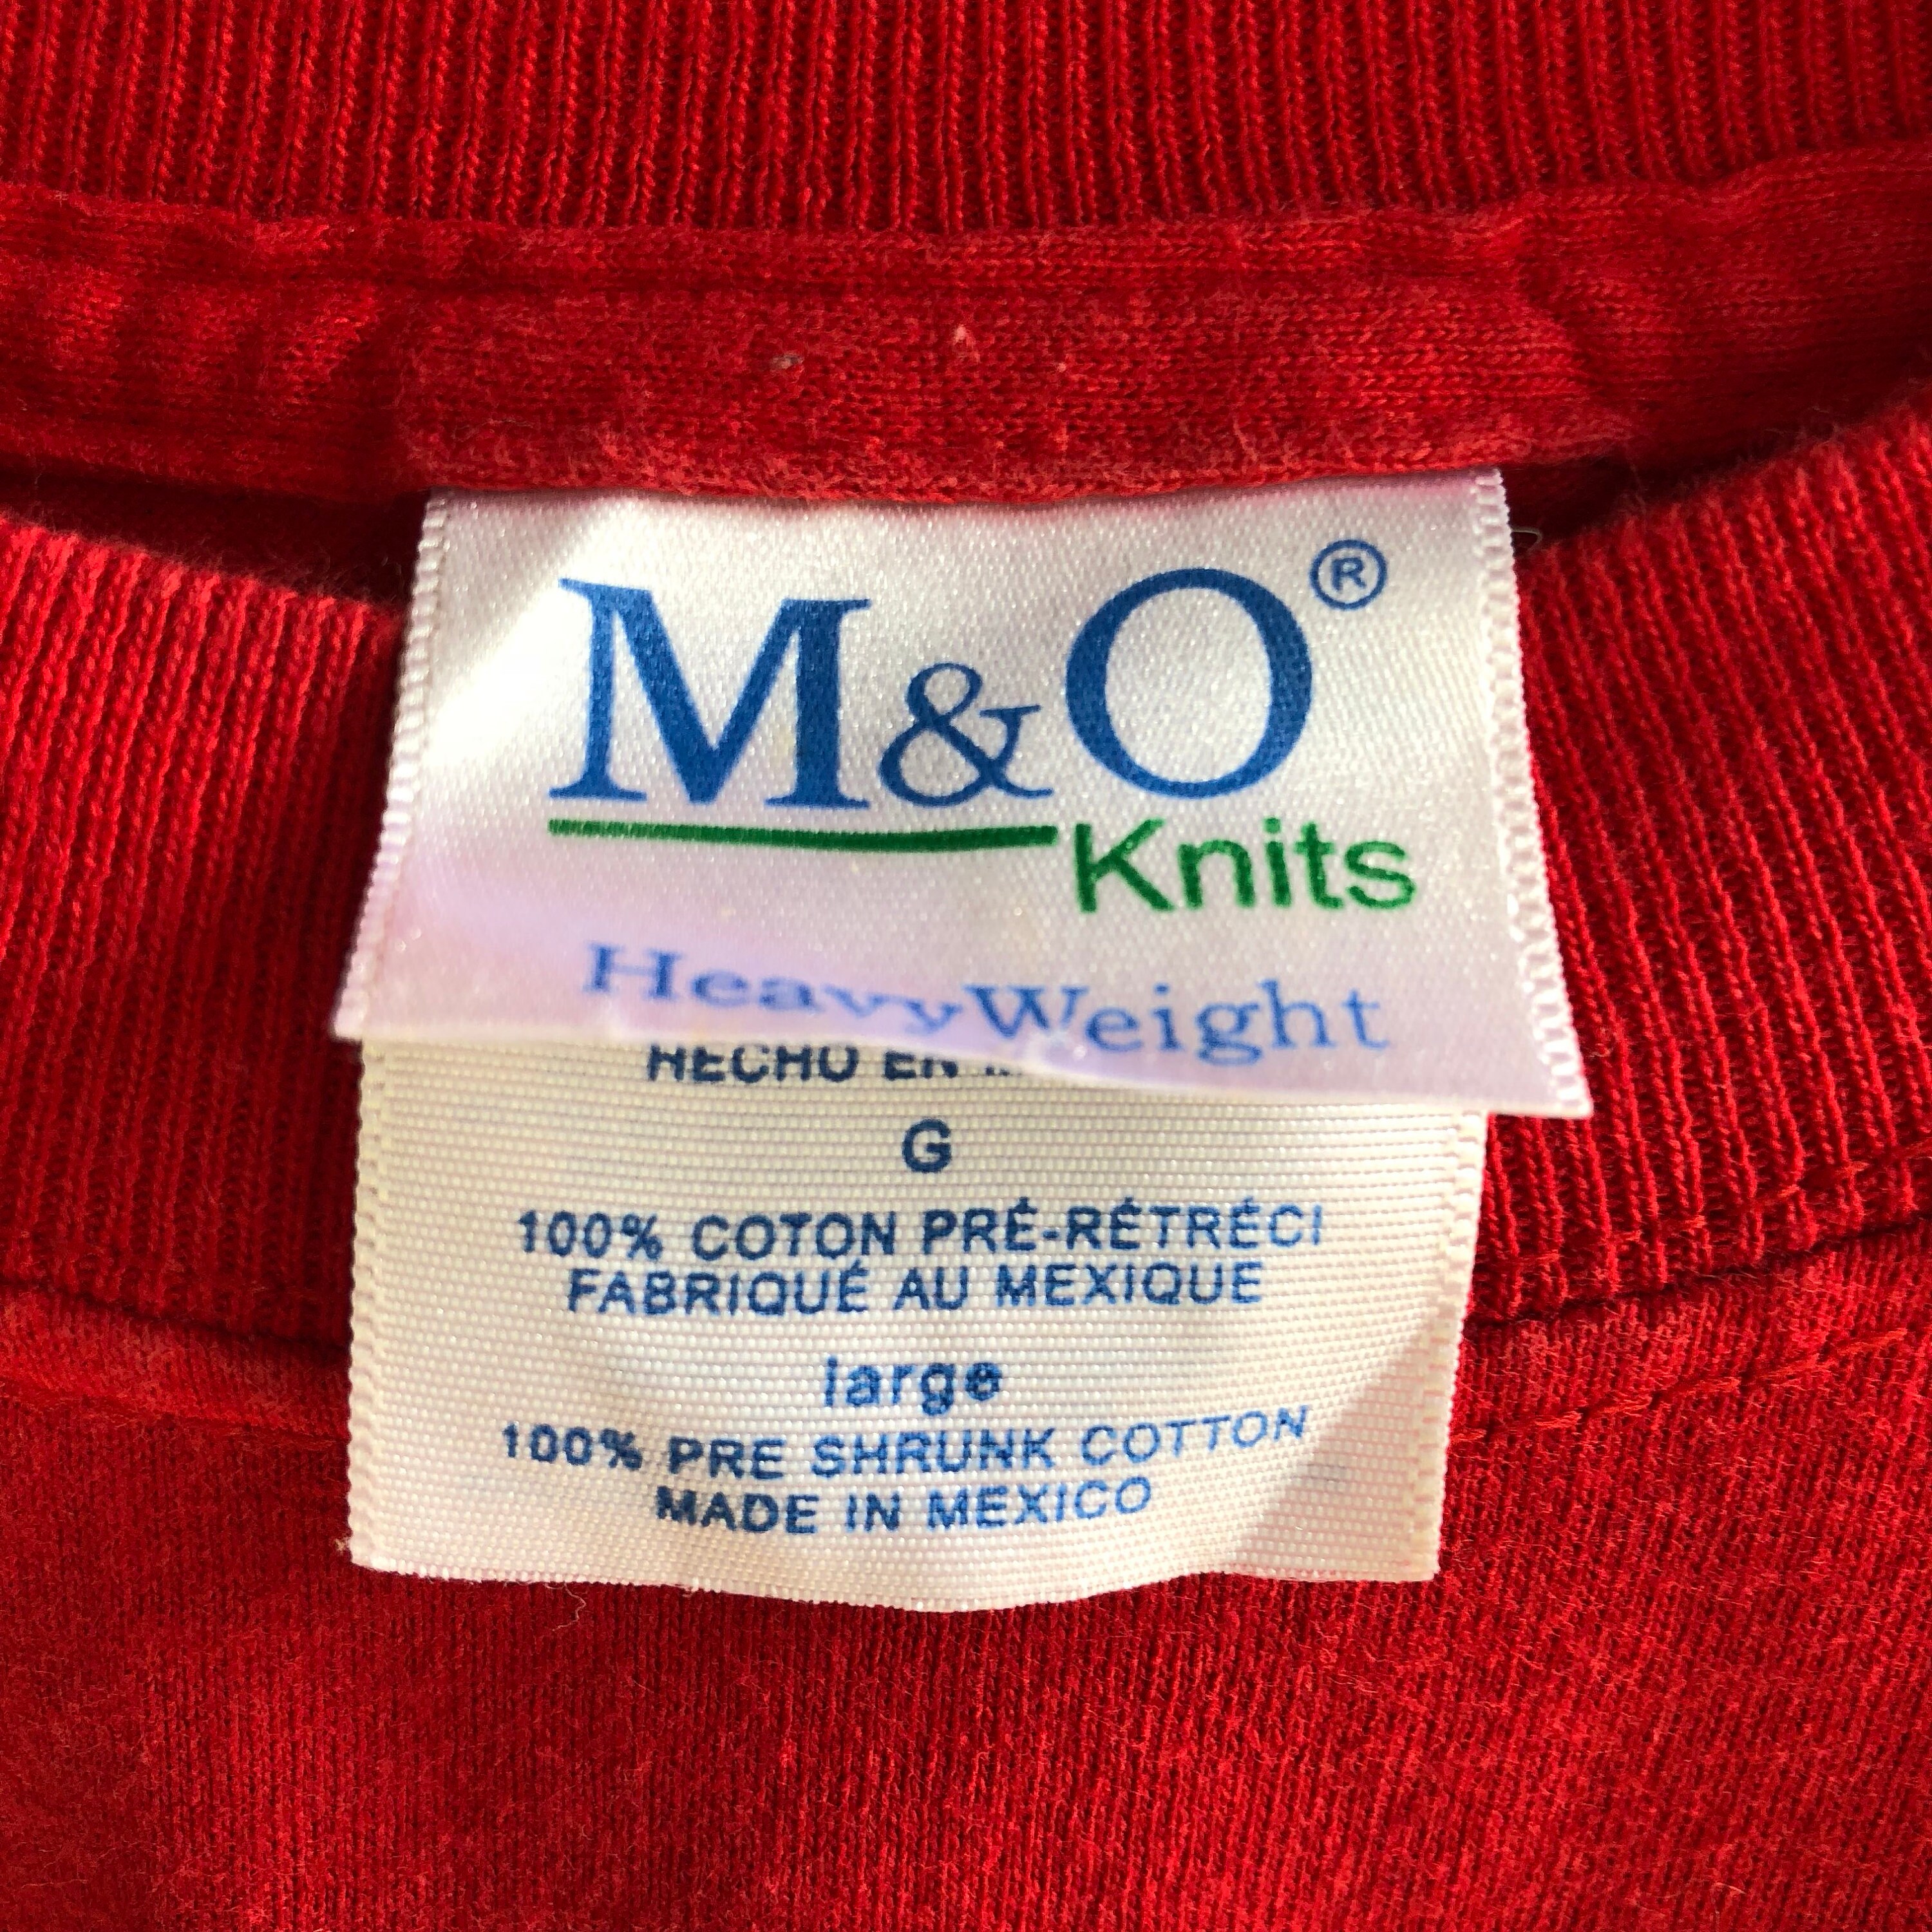 M&O®
Knits
HeavyWeight
HECHO EN
G
100% COTON PRÉ-RÉTRÉCI
FABRIQUÉ AU MEXIQUE
large
100% PRE SHRUNK COTTON
MADE IN MEXICO